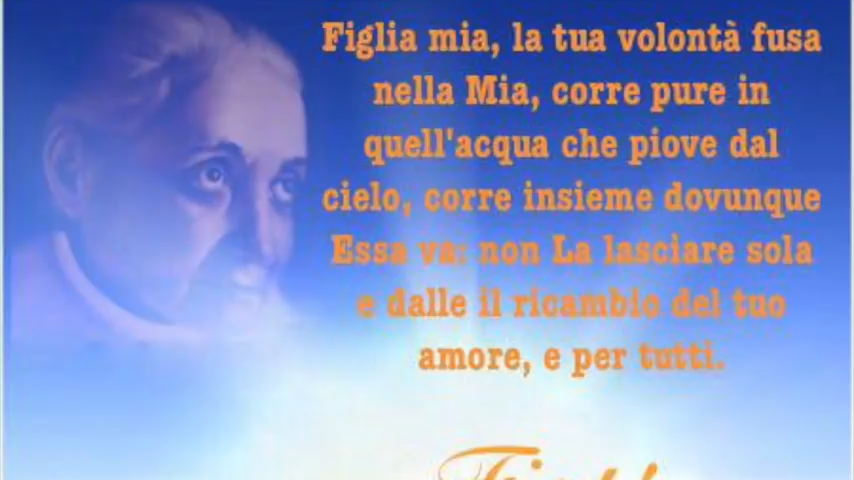 Figlia mia, la tua volontà fusa
nella Mia, corre pure in
quell'acqua che piove dal
cielo, corre insieme dovunque
Essa va: non La lasciare sola
e dalle il ricambio del tuo
amore, e per tutti.